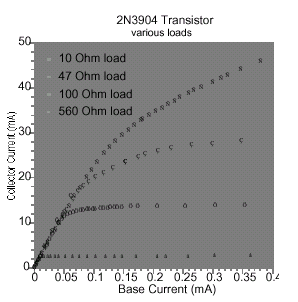 2N3904 Transistor
various loads
50
40
30
20
10
0
Collector Current(mA)
10 Ohm load
47 Ohm load
100 Ohm load
560 Ohm load
0 0.05 0.1 0.15 0.2 0.25 0.3 0.35 0.4
Base Current (mA)